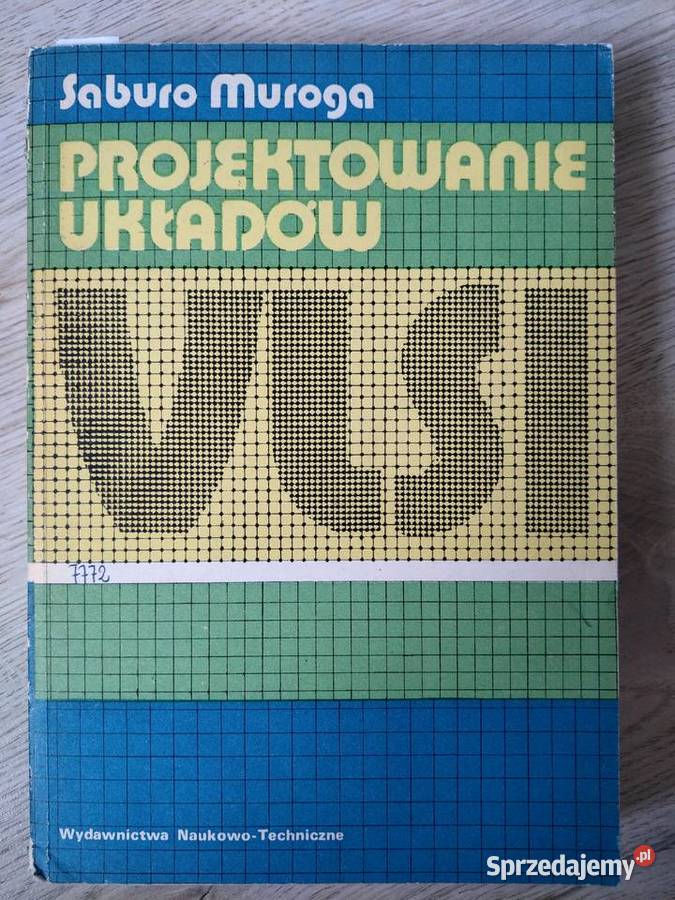 Saburo Muroga
PROJEKTOWANIE
UKŁADÓW
VLSI
7772
Wydawnictwa Naukowo-Techniczne
Sprzedajemy.pl